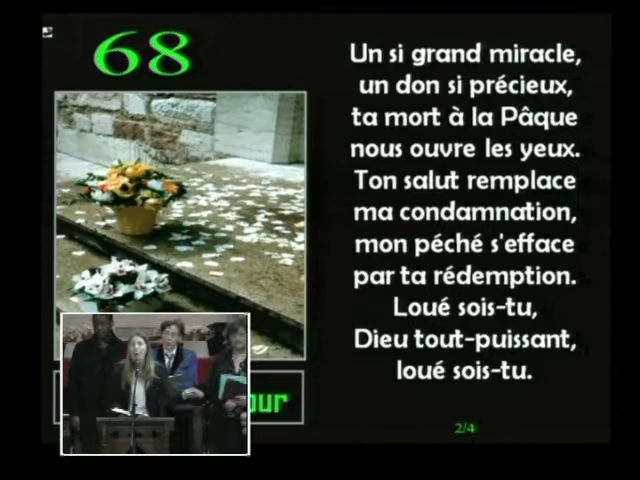 68
Un si grand miracle,
un don si précieux,
ta mort à la Pâque
nous ouvre les yeux.
Ton salut remplace
ma condamnation,
mon péché s'efface
par ta rédemption.
Loué sois-tu,
Dieu tout-puissant,
loué sois-tu.
2/4